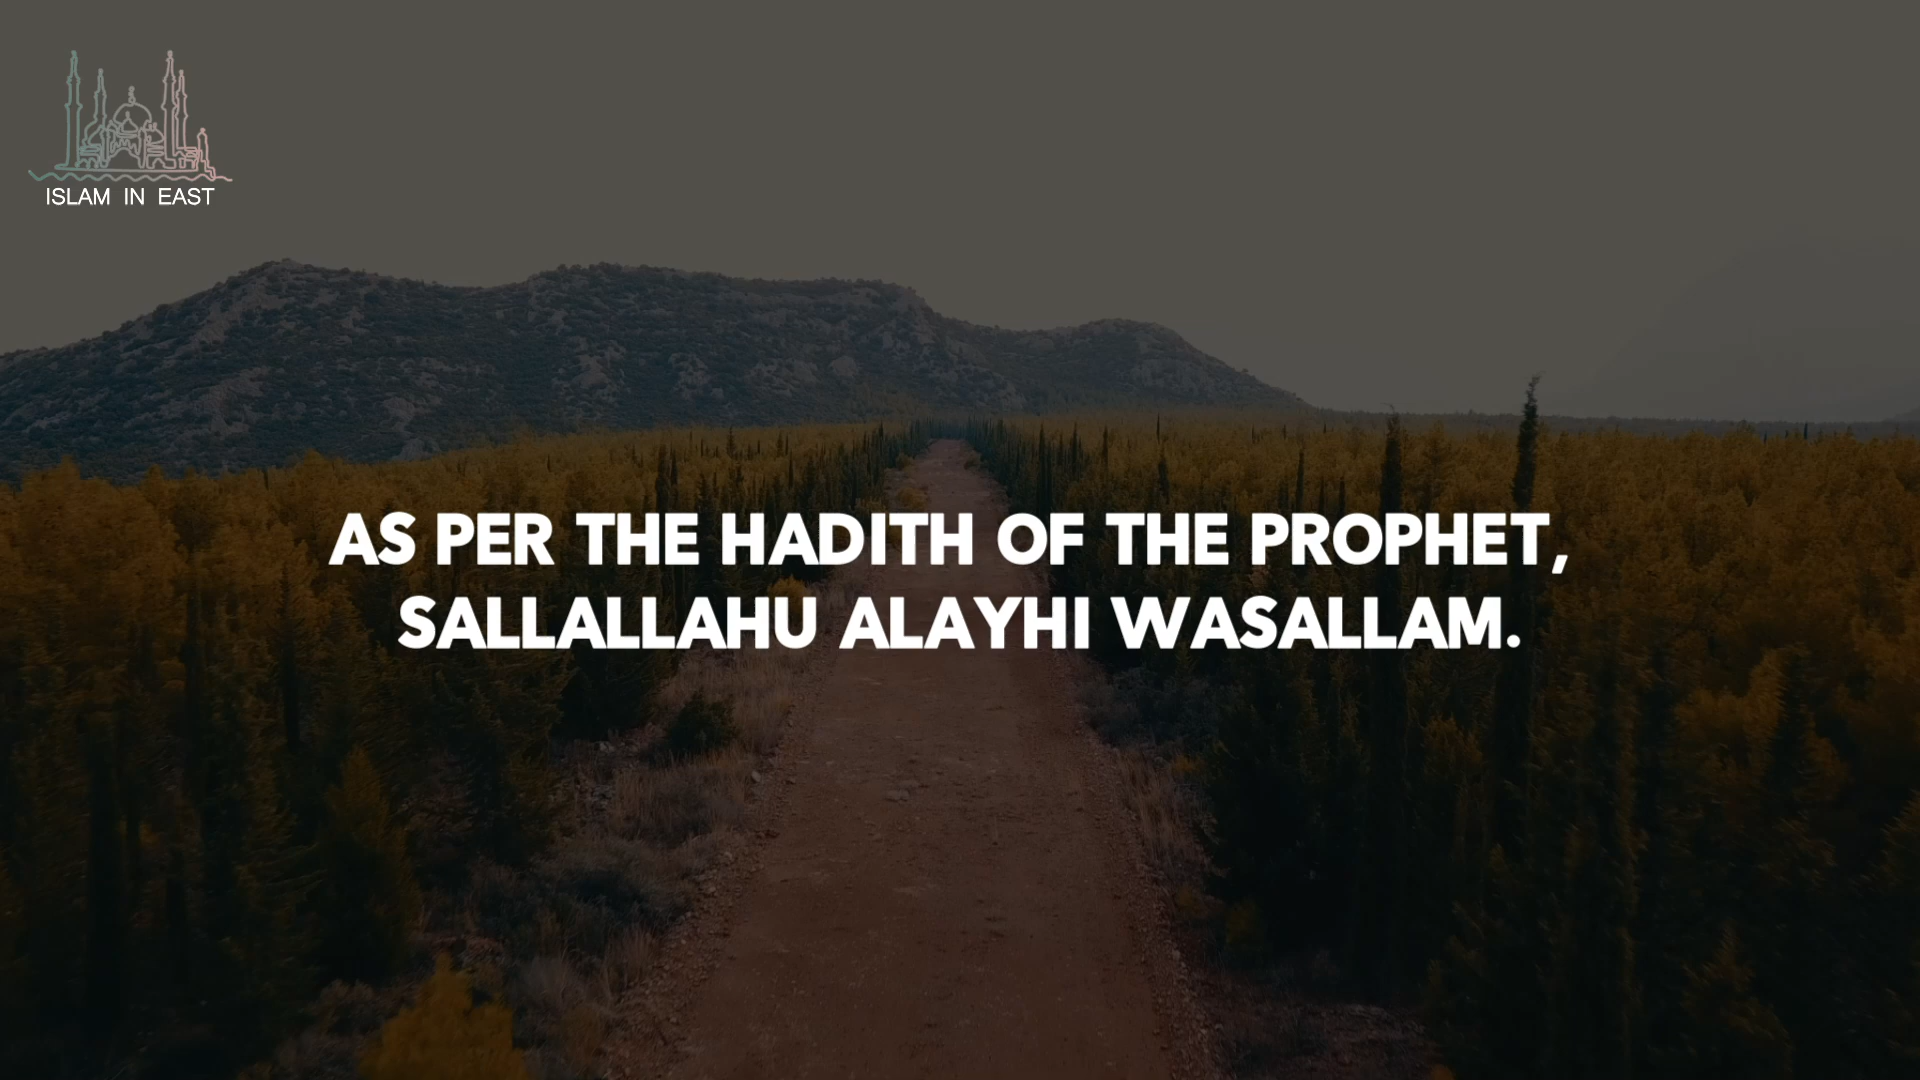 ISLAM IN EAST
AS PER THE HADITH OF THE PROPHET,
SALLALLAHU ALAYHI WASALLAM.